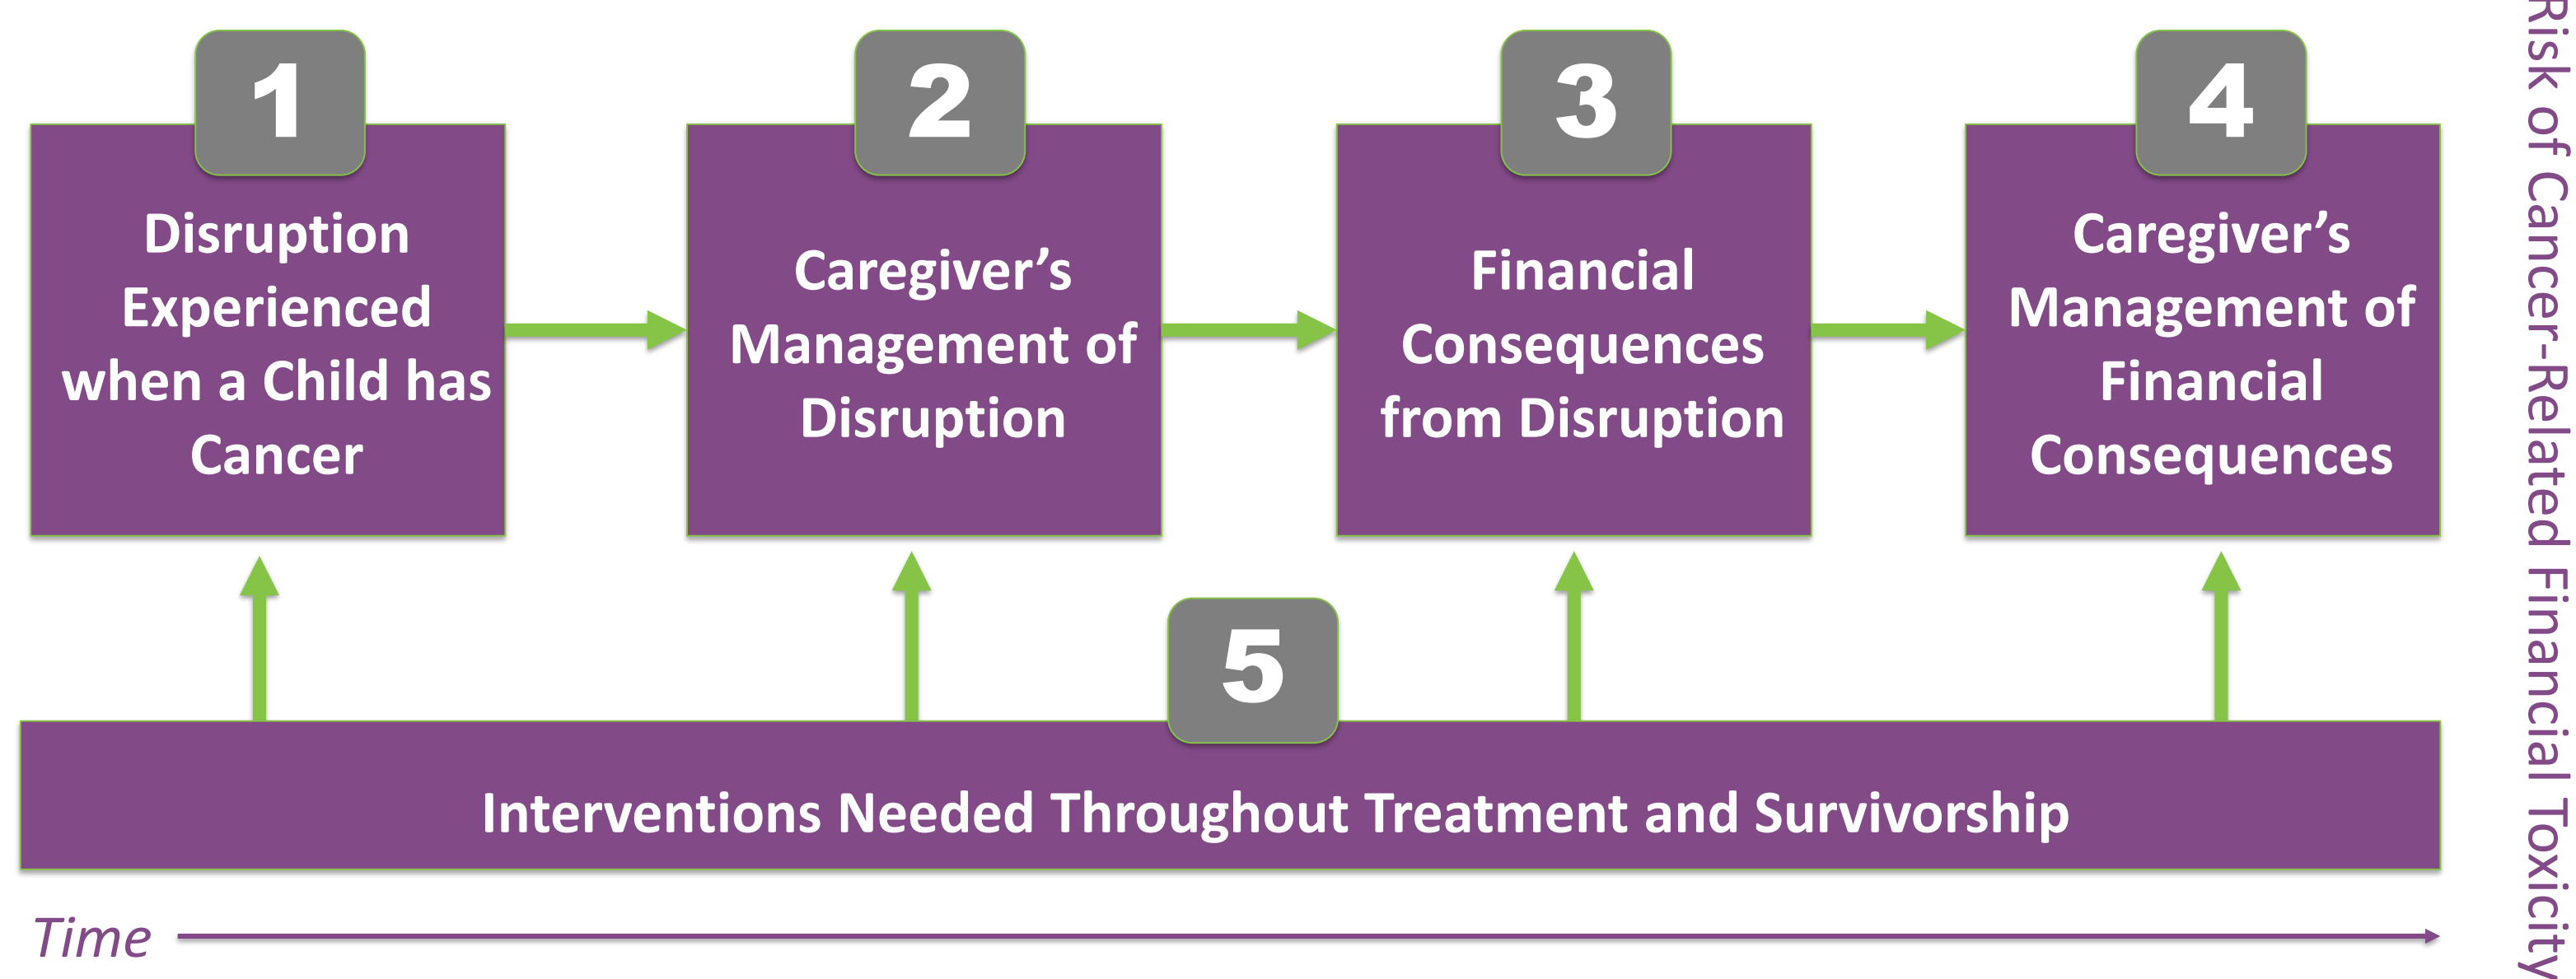 1
Disruption
Experienced
when a Child has
Cancer
2
Caregiver’s
Management of
Disruption
3
Financial
Consequences
from Disruption
4
Caregiver’s
Management of
Financial
Consequences
5
Interventions Needed Throughout Treatment and Survivorship
Time
Risk of Cancer-Related Financial Toxicity